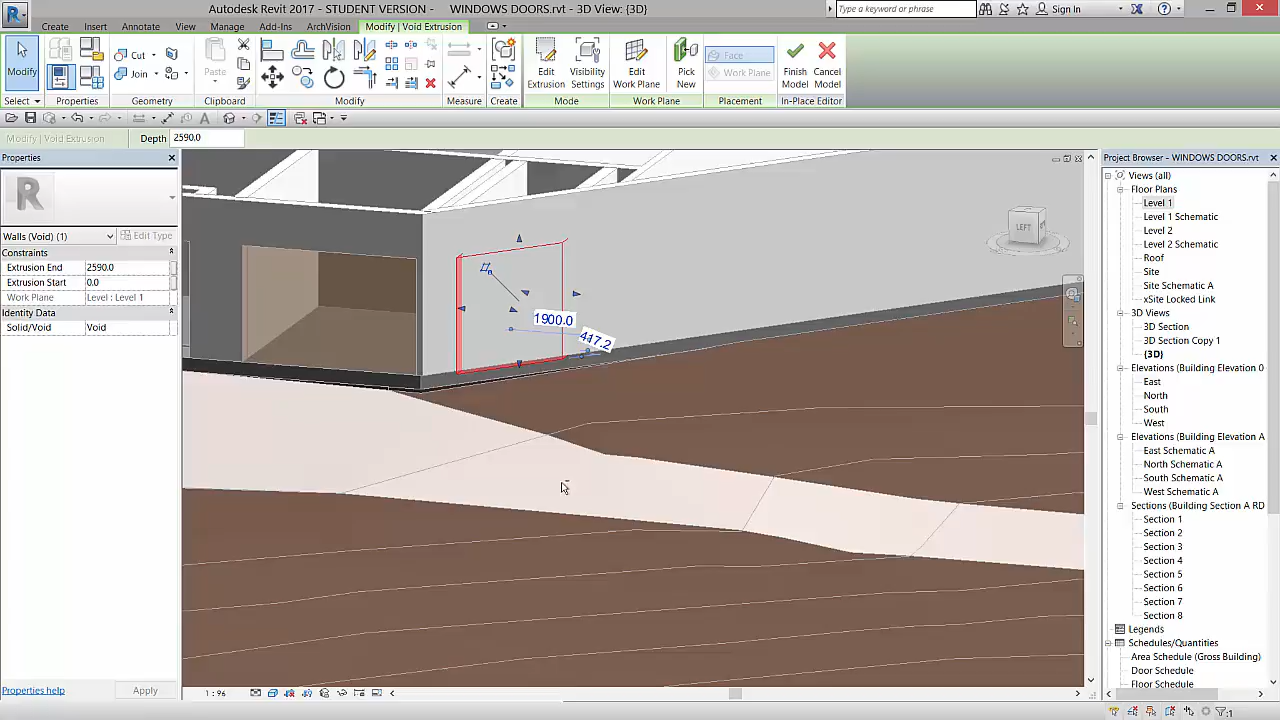 Autodesk Revit 2017 - STUDENT VERSION - WINDOWS DOORS.rvt - 3D View: {3D}
Type a keyword or phrase
Sign In
Create Insert Annotate View Manage Add-Ins ArchVision Modify | Void Extrusion
Modify
Cut
Join
Paste
Edit Extrusion
Visibility Settings
Edit Work Plane
Pick New
Face
Work Plane
Finish Model
Cancel Model
Select Properties Geometry Clipboard Modify Measure Create Mode Work Plane Placement In-Place Editor
Modify | Void Extrusion
Depth 2590.0
Properties
R
Walls (Void) (1)
Edit Type
Constraints
Extrusion End 2590.0
Extrusion Start 0.0
Work Plane Level : Level 1
Identity Data
Solid/Void Void
Properties help
Apply
1900.0
417.2
LEFT
1 : 96
Project Browser - WINDOWS DOORS.rvt
Views (all)
Floor Plans
Level 1
Level 1 Schematic
Level 2
Level 2 Schematic
Roof
Site
Site Schematic A
xSite Locked Link
3D Views
3D Section
3D Section Copy 1
{3D}
Elevations (Building Elevation 0
East
North
South
West
Elevations (Building Elevation A
East Schematic A
North Schematic A
South Schematic A
West Schematic A
Sections (Building Section A RD
Section 1
Section 2
Section 3
Section 4
Section 5
Section 6
Section 7
Section 8
Legends
Schedules/Quantities
Area Schedule (Gross Building)
Door Schedule
Floor Schedule
:1